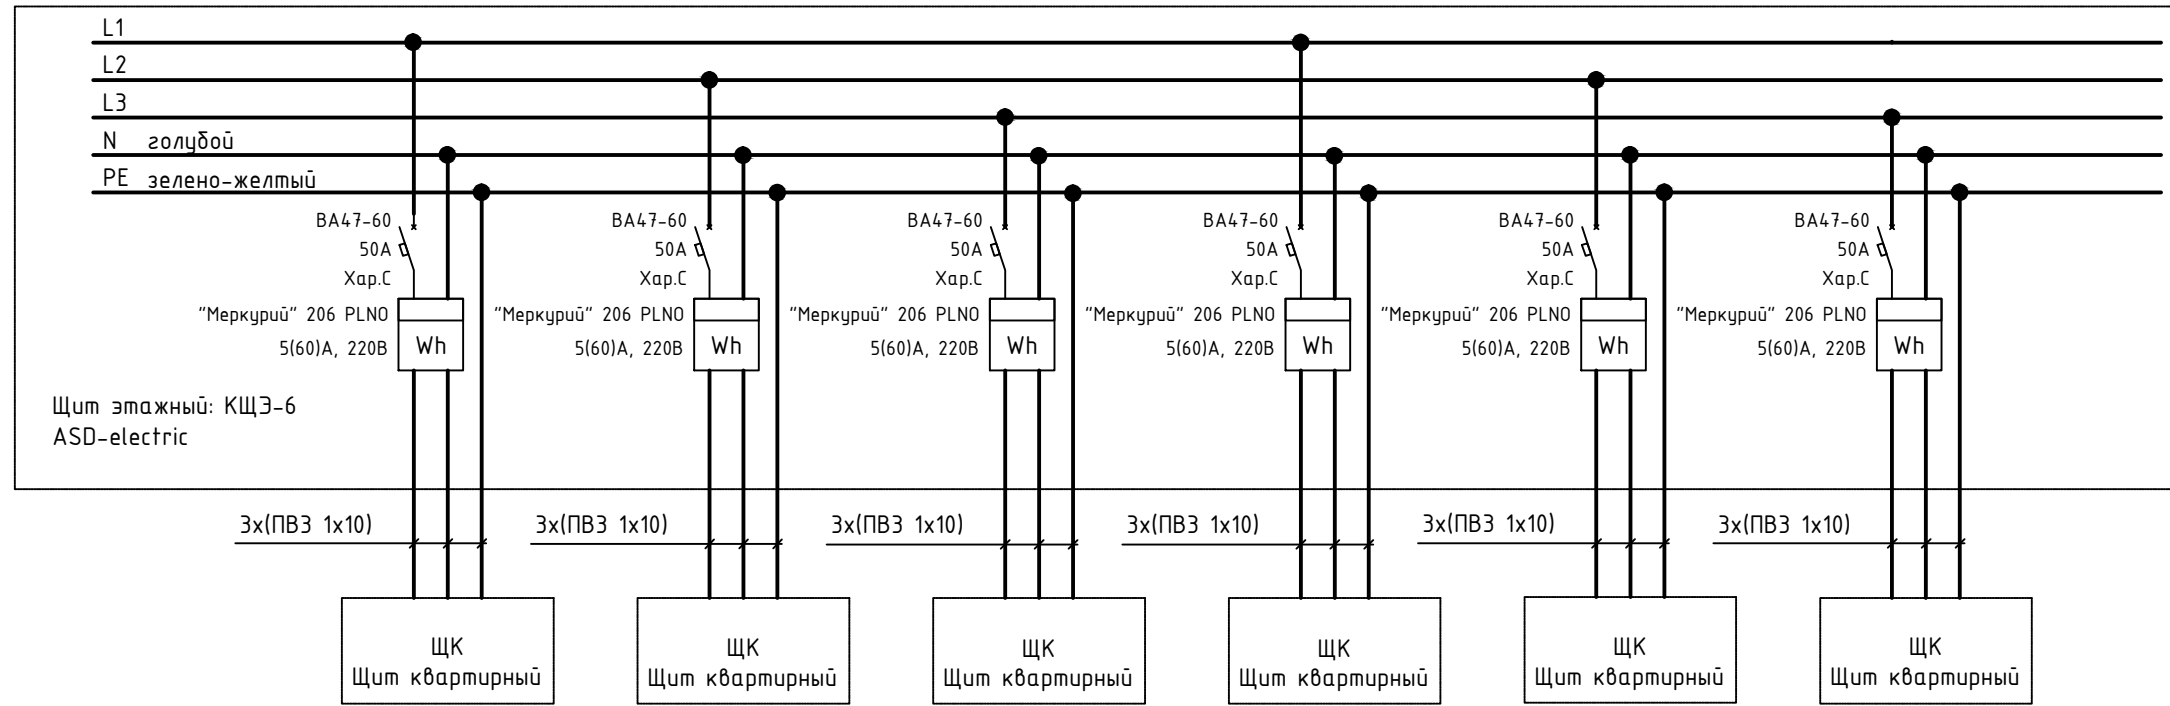 L1
L2
L3
N голубой
PE зелено-желтый
ВА47-60 ВА47-60 ВА47-60 ВА47-60 ВА47-60 ВА47-60
50А 50А 50А 50А 50А 50А
Хар.С Хар.С Хар.С Хар.С Хар.С Хар.С
"Меркурий" 206 PLNO "Меркурий" 206 PLNO "Меркурий" 206 PLNO "Меркурий" 206 PLNO "Меркурий" 206 PLNO "Меркурий" 206 PLNO
5(60)А, 220В Wh 5(60)А, 220В Wh 5(60)А, 220В Wh 5(60)А, 220В Wh 5(60)А, 220В Wh 5(60)А, 220В Wh
Щит этажный: КЩЭ-6
ASD-electric
3х(ПВ3 1х10) 3х(ПВ3 1х10) 3х(ПВ3 1х10) 3х(ПВ3 1х10) 3х(ПВ3 1х10) 3х(ПВ3 1х10)
ЩК ЩК ЩК ЩК ЩК ЩК
Щит квартирный Щит квартирный Щит квартирный Щит квартирный Щит квартирный Щит квартирный